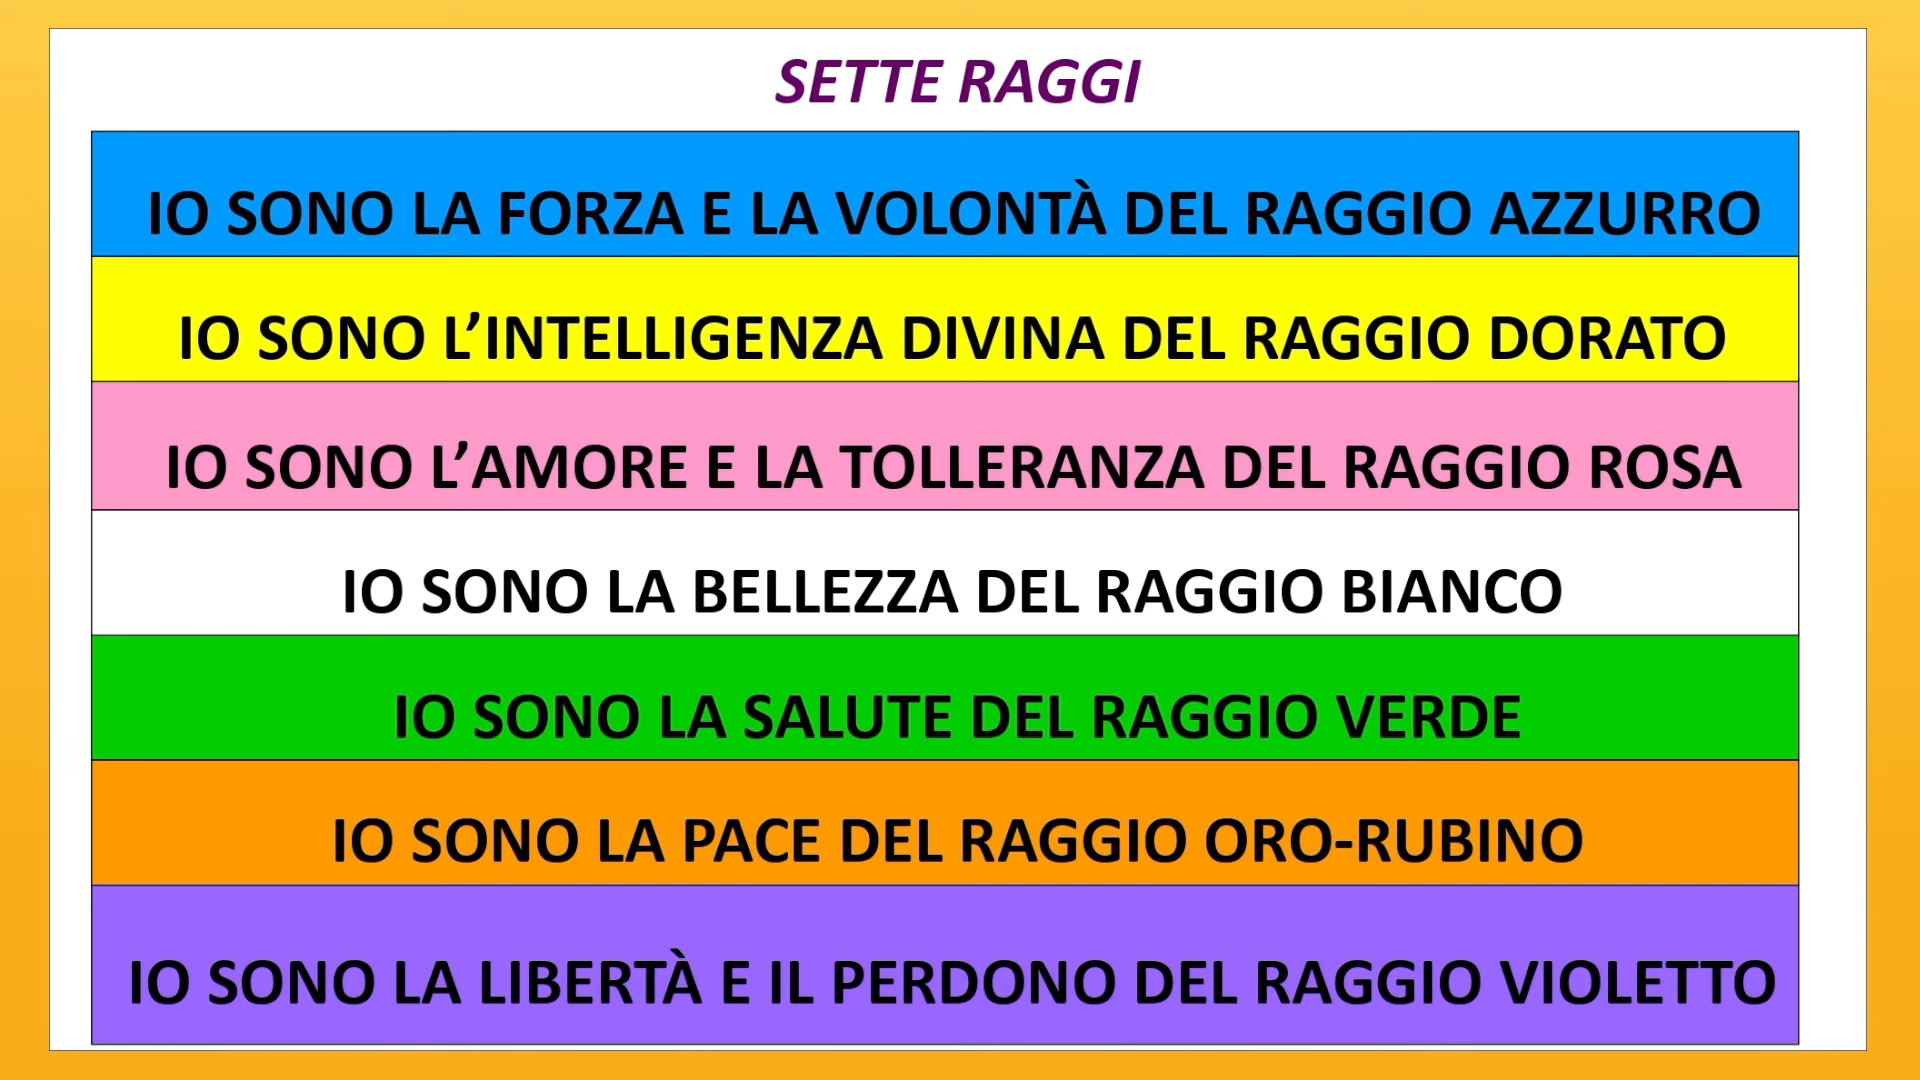 SETTE RAGGI
IO SONO LA FORZA E LA VOLONTÀ DEL RAGGIO AZZURRO
IO SONO L’INTELLIGENZA DIVINA DEL RAGGIO DORATO
IO SONO L’AMORE E LA TOLLERANZA DEL RAGGIO ROSA
IO SONO LA BELLEZZA DEL RAGGIO BIANCO
IO SONO LA SALUTE DEL RAGGIO VERDE
IO SONO LA PACE DEL RAGGIO ORO-RUBINO
IO SONO LA LIBERTÀ E IL PERDONO DEL RAGGIO VIOLETTO